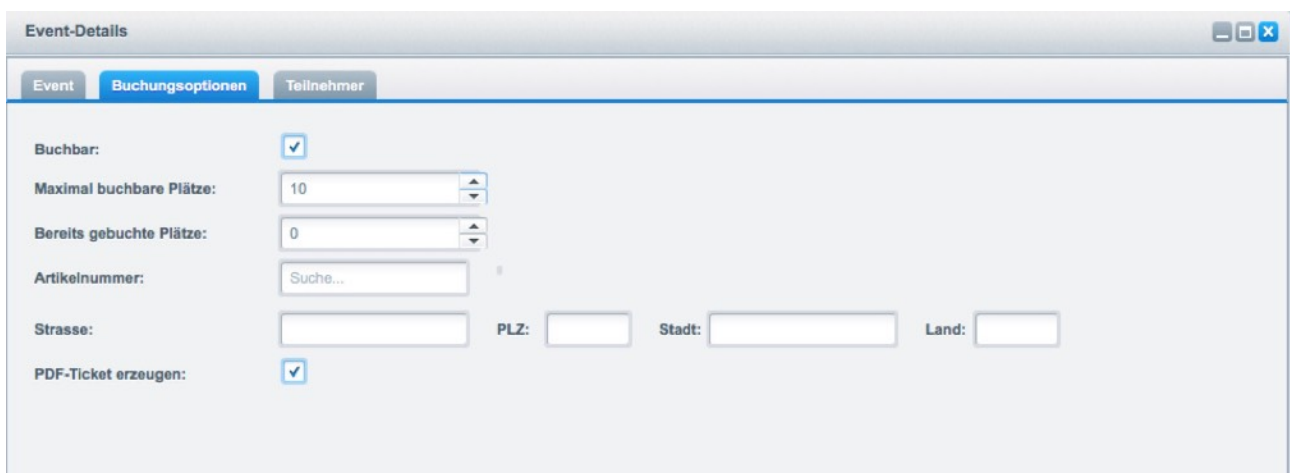 Event-Details
Event Buchungsoptionen Teilnehmer
Buchbar:
Maximal buchbare Plätze: 10
Bereits gebuchte Plätze: 0
Artikelnummer: Suche...
Strasse: PLZ: Stadt: Land:
PDF-Ticket erzeugen: